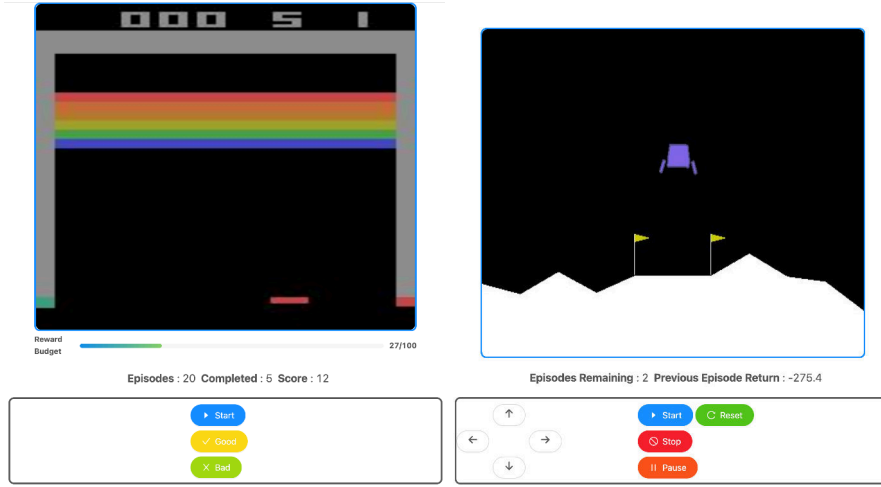 000 5 1
Reward
Budget
27/100
Episodes : 20 Completed : 5 Score : 12
Start
Good
Bad
Episodes Remaining : 2 Previous Episode Return : -275.4
Start
Reset
Stop
Pause